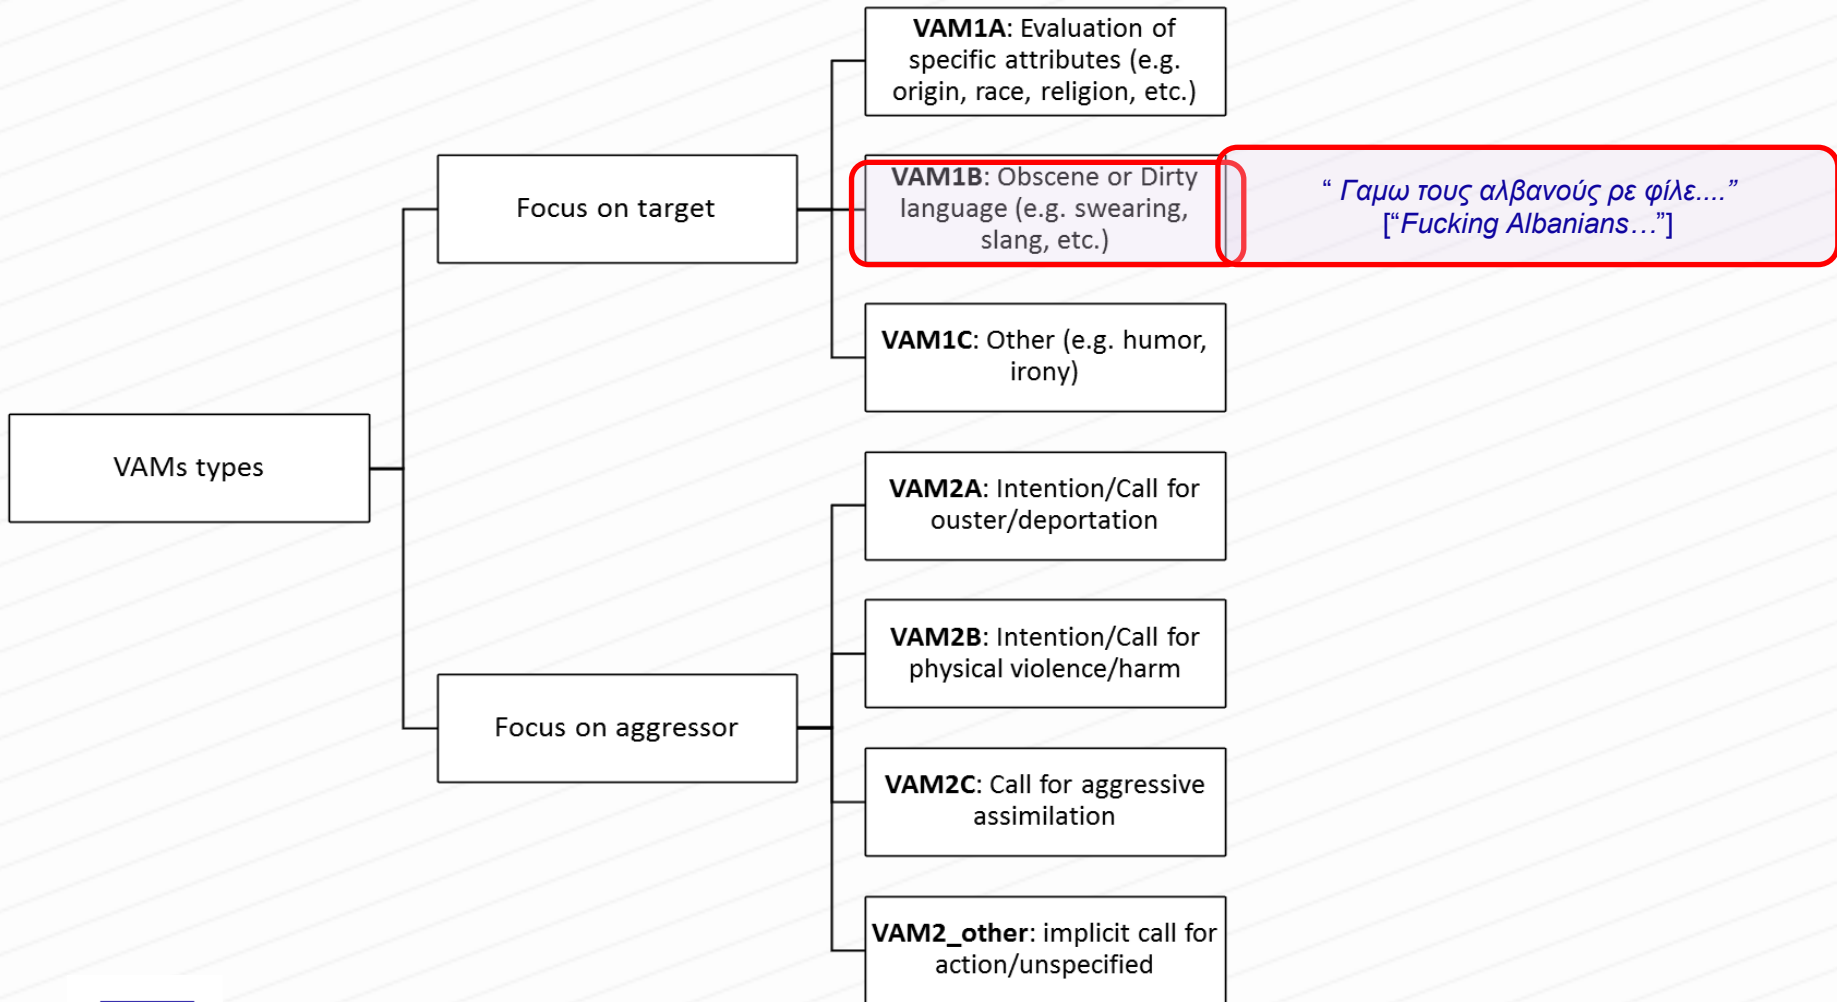 VAM1A: Evaluation of
specific attributes (e.g.
origin, race, religion, etc.)
Focus on target
VAM1B: Obscene or Dirty
language (e.g. swearing,
slang, etc.)
“ Γαμω τους αλβανούς ρε φίλε....”
[“Fucking Albanians…”]
VAM1C: Other (e.g. humor,
irony)
VAMs types
VAM2A: Intention/Call for
ouster/deportation
VAM2B: Intention/Call for
physical violence/harm
Focus on aggressor
VAM2C: Call for aggressive
assimilation
VAM2_other: implicit call for
action/unspecified